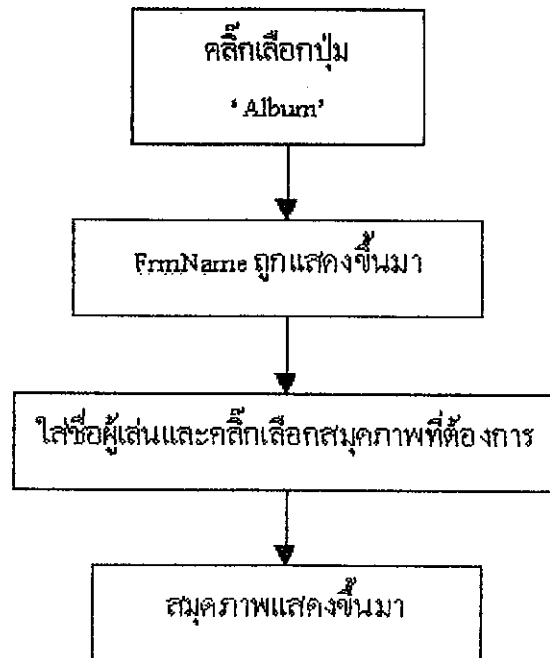 คลิ๊กเลือกปุ่ม
‘Album’
FrmName ถูกแสดงขึ้นมา
ใส่ชื่อผู้เล่นและคลิ๊กเลือกสมุดภาพที่ต้องการ
สมุดภาพแสดงขึ้นมา